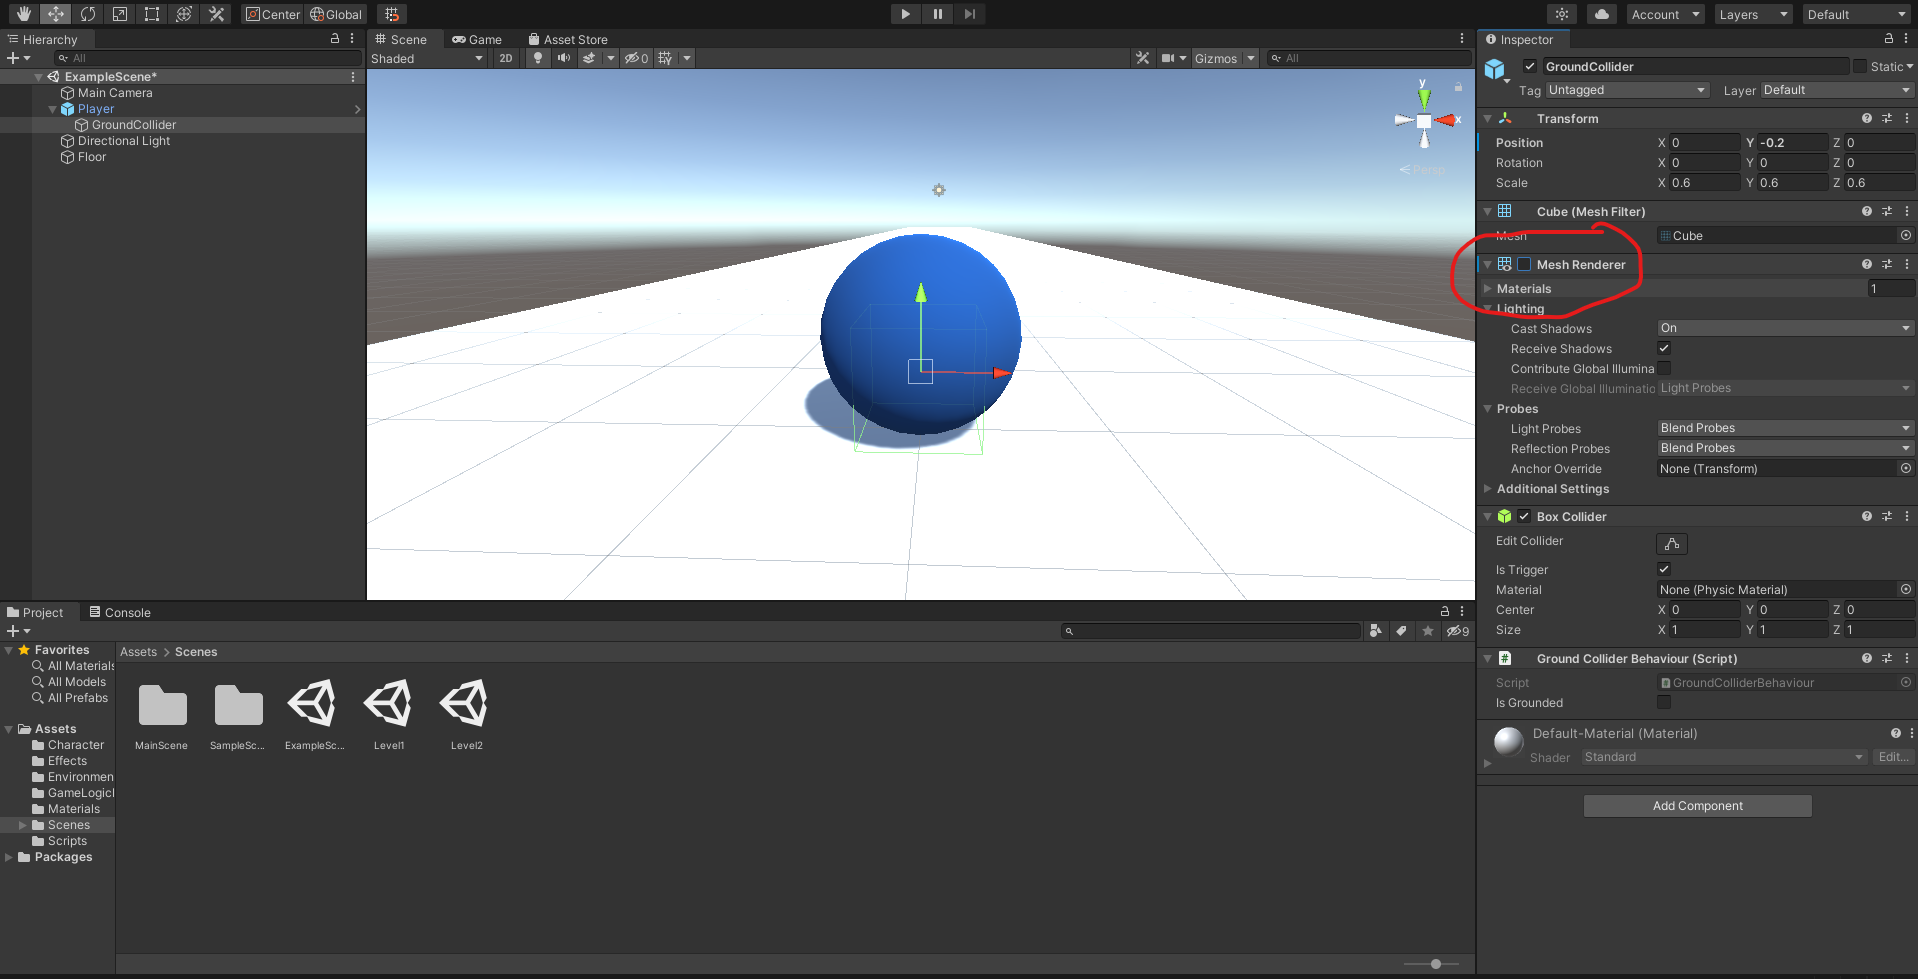 Center Global Account Layers Default
Hierarchy
All
ExampleScene*
Main Camera
Player
GroundCollider
Directional Light
Floor
Scene Game Asset Store
Shaded 2D 0 Gizmos All
y
x
Persp
Inspector
GroundCollider Static
Tag Untagged Layer Default
Transform
Position X 0 Y -0.2 Z 0
Rotation X 0 Y 0 Z 0
Scale X 0.6 Y 0.6 Z 0.6
Cube (Mesh Filter)
Mesh Cube
Mesh Renderer
Materials 1
Lighting
Cast Shadows On
Receive Shadows
Contribute Global Illumina
Receive Global Illuminatio Light Probes
Probes
Light Probes Blend Probes
Reflection Probes Blend Probes
Anchor Override None (Transform)
Additional Settings
Box Collider
Edit Collider
Is Trigger
Material None (Physic Material)
Center X 0 Y 0 Z 0
Size X 1 Y 1 Z 1
Ground Collider Behaviour (Script)
Script GroundColliderBehaviour
Is Grounded
Default-Material (Material)
Shader Standard Edit...
Add Component
Project Console
9
Favorites
All Materials
All Models
All Prefabs
Assets
Character
Effects
Environmen
GameLogicI
Materials
Scenes
Scripts
Packages
Assets > Scenes
MainScene SampleSc... ExampleSc... Level1 Level2